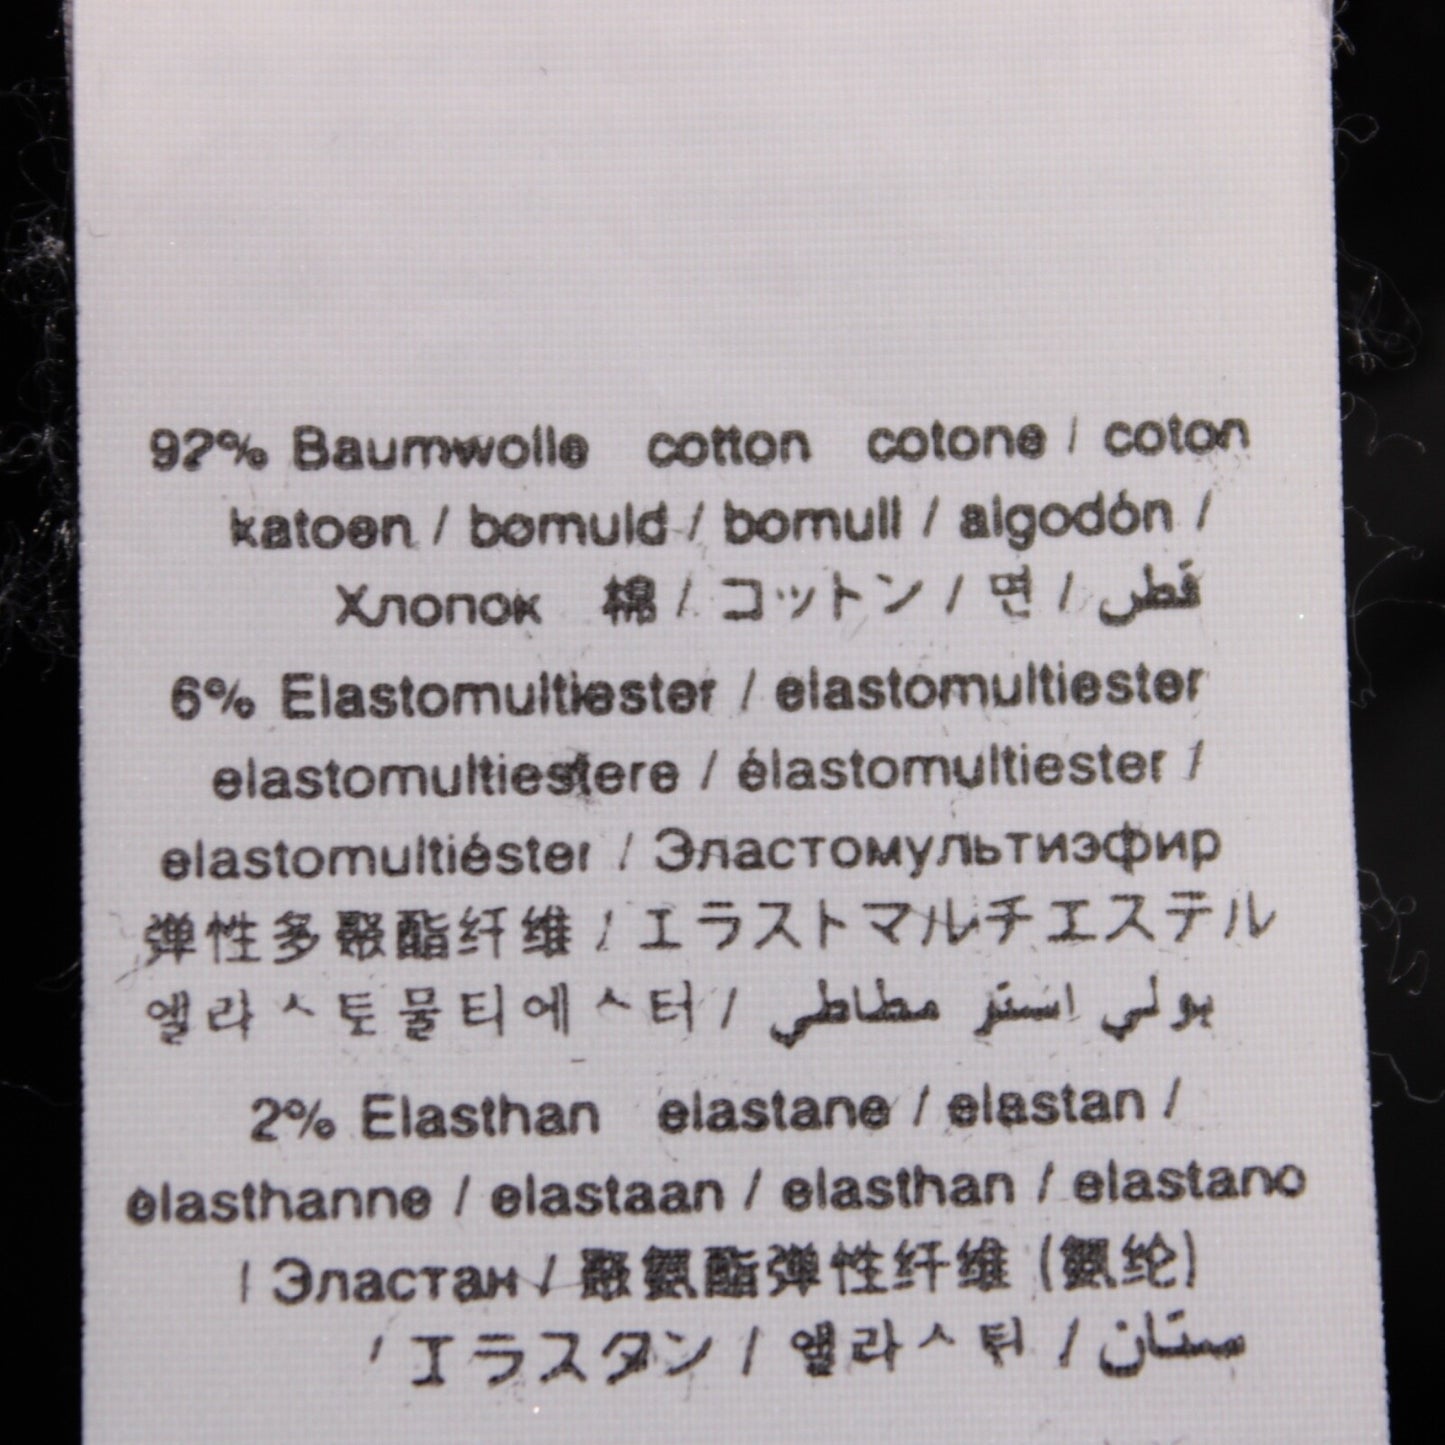 92% Baumwolle cotton cotone / coton
katoen / bomuld / bomull / algodón /
Хлопок 棉 / コットン / 면 / قطن
6% Elastomultiester / elastomultiester
elastomultiestere / élastomultiester /
elastomultiéster / Эластомультиэфир
弹性多聚酯纤维 / エラストマルチエステル
엘라스토물티에스터 / بولي استر مطاطي
2% Elasthan elastane / elastan /
élasthanne / elastaan / elasthan / elastano
/ Эластан / 聚氨酯弹性纤维 (氨纶)
/ エラスタン / 엘라스틴 /